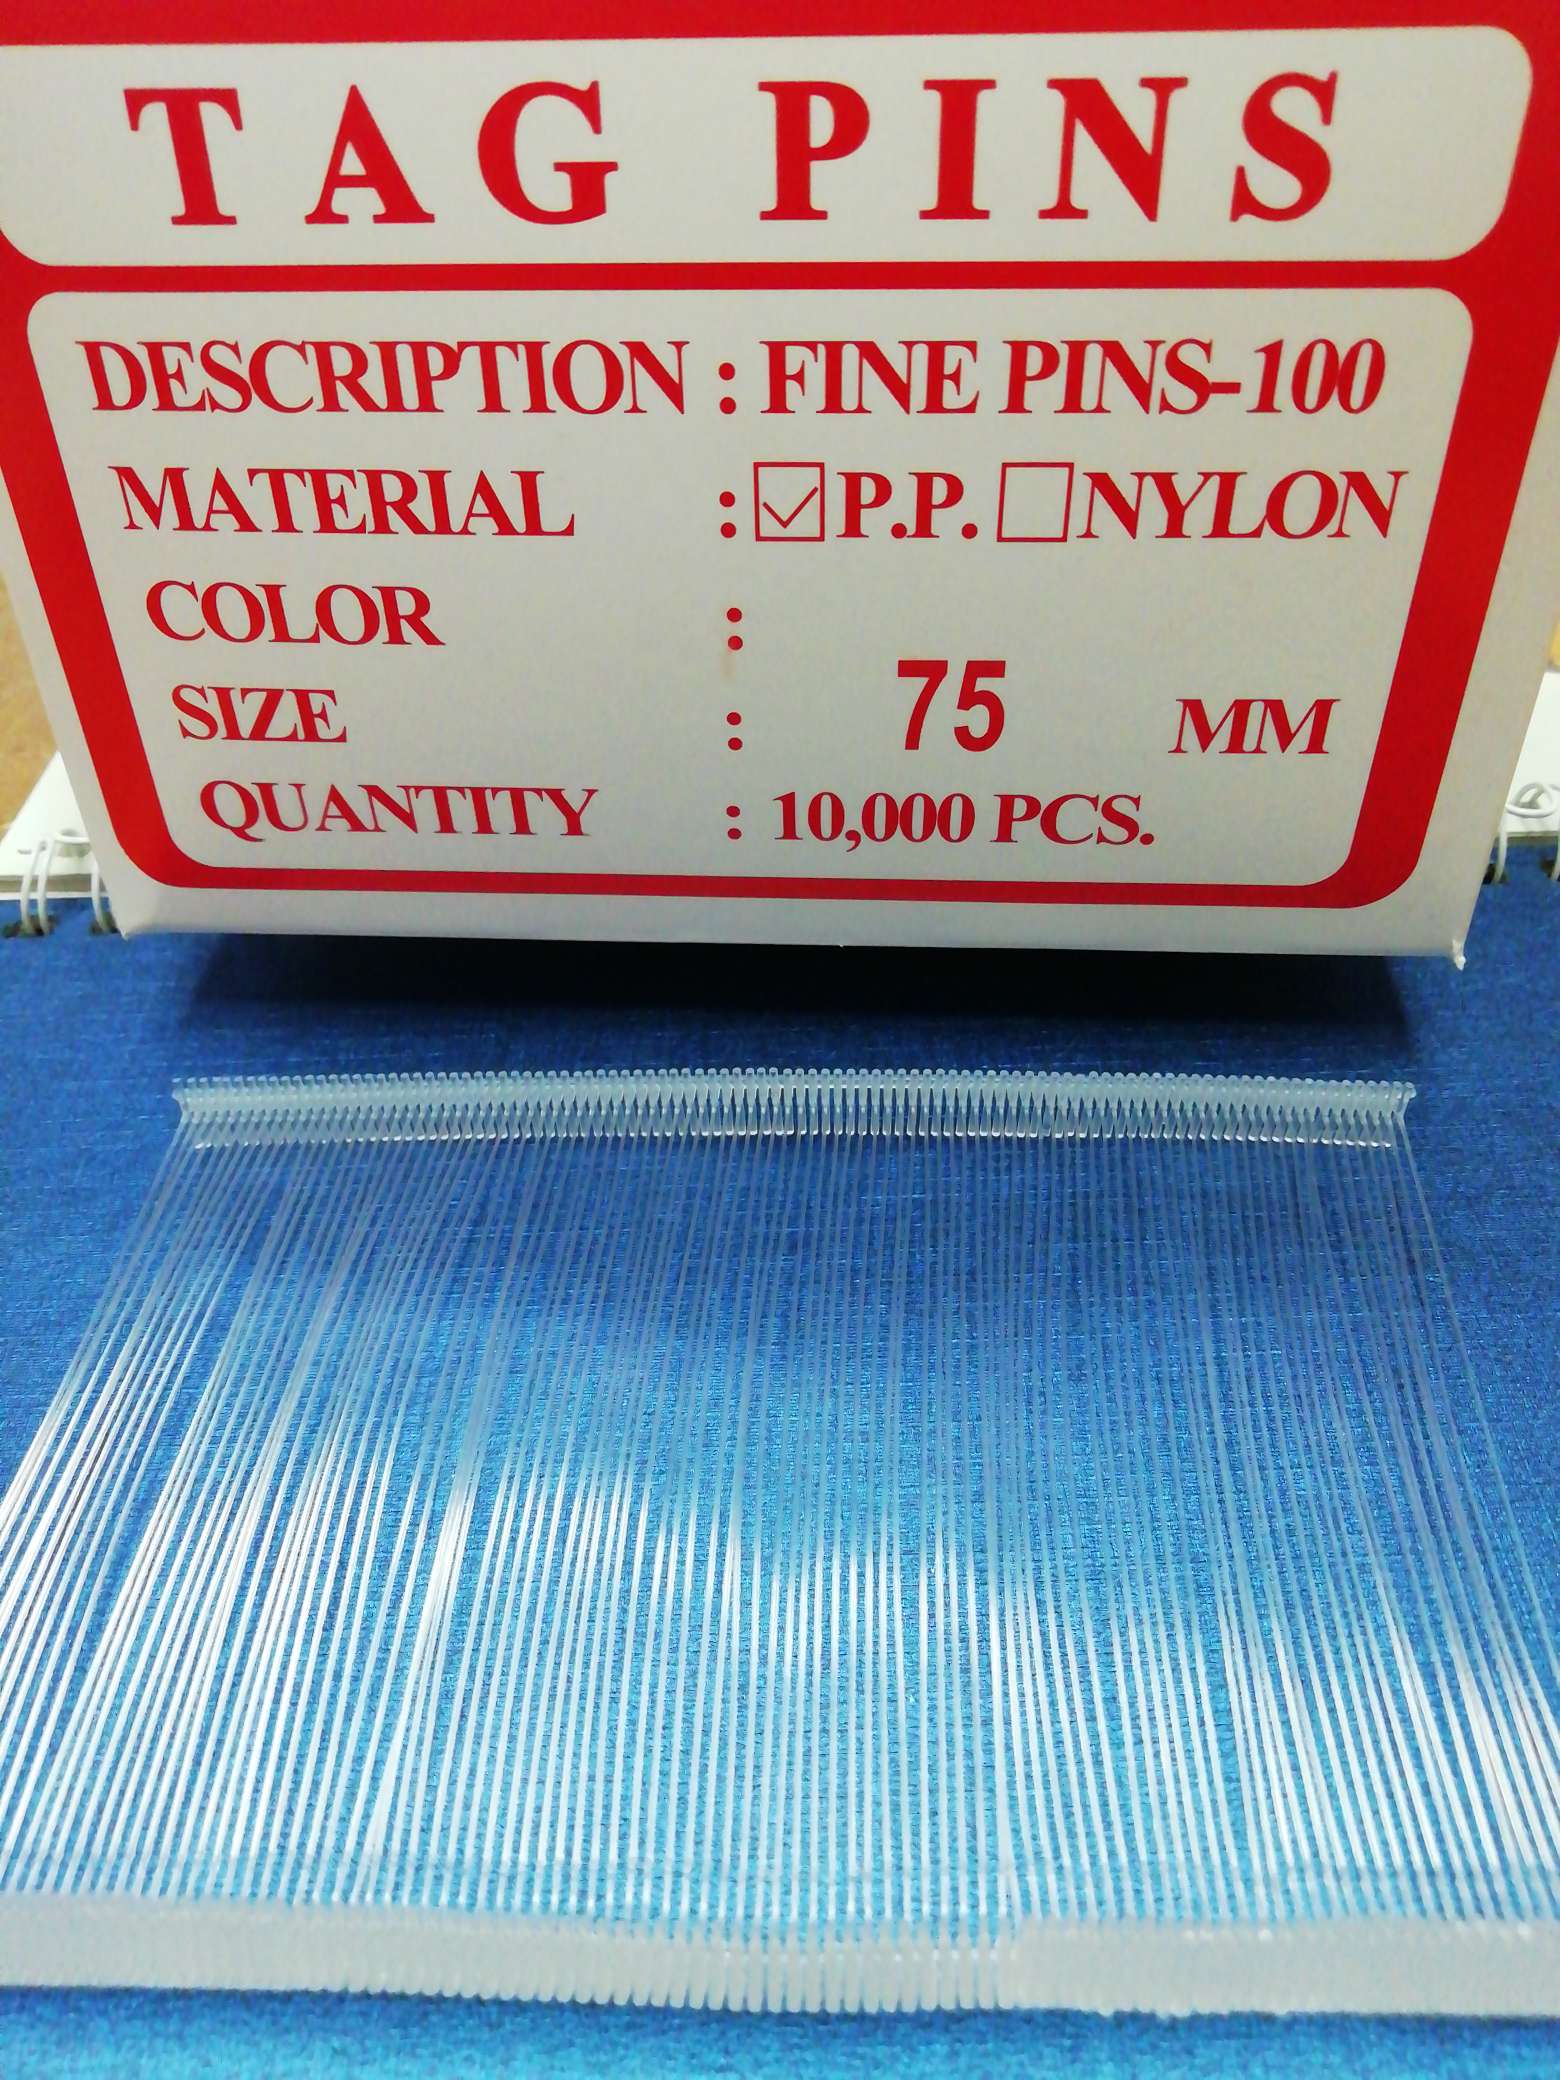 TAG PINS
DESCRIPTION : FINE PINS-100
MATERIAL : ☑ P.P. ☐ NYLON
COLOR :
SIZE : 75 MM
QUANTITY : 10,000 PCS.